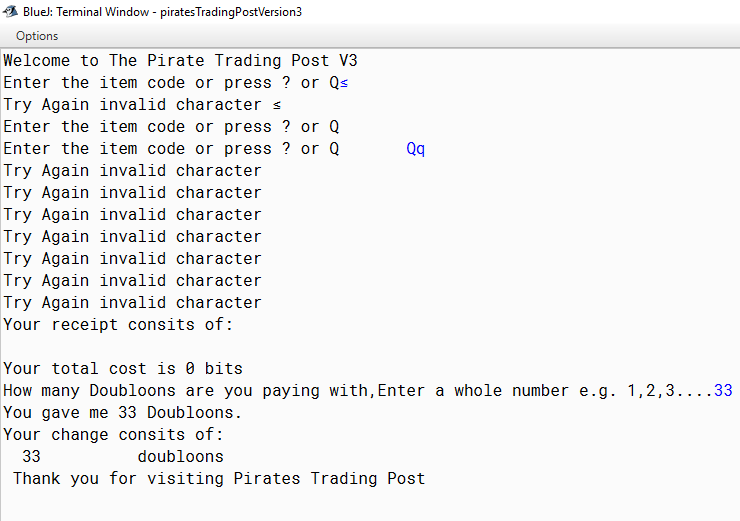 BlueJ: Terminal Window - piratesTradingPostVersion3
Options
Welcome to The Pirate Trading Post V3
Enter the item code or press ? or Q≤
Try Again invalid character ≤
Enter the item code or press ? or Q
Enter the item code or press ? or Q       Qq
Try Again invalid character
Try Again invalid character
Try Again invalid character
Try Again invalid character
Try Again invalid character
Try Again invalid character
Try Again invalid character
Your receipt consits of:
Your total cost is 0 bits
How many Doubloons are you paying with,Enter a whole number e.g. 1,2,3....33
You gave me 33 Doubloons.
Your change consits of:
33          doubloons
Thank you for visiting Pirates Trading Post